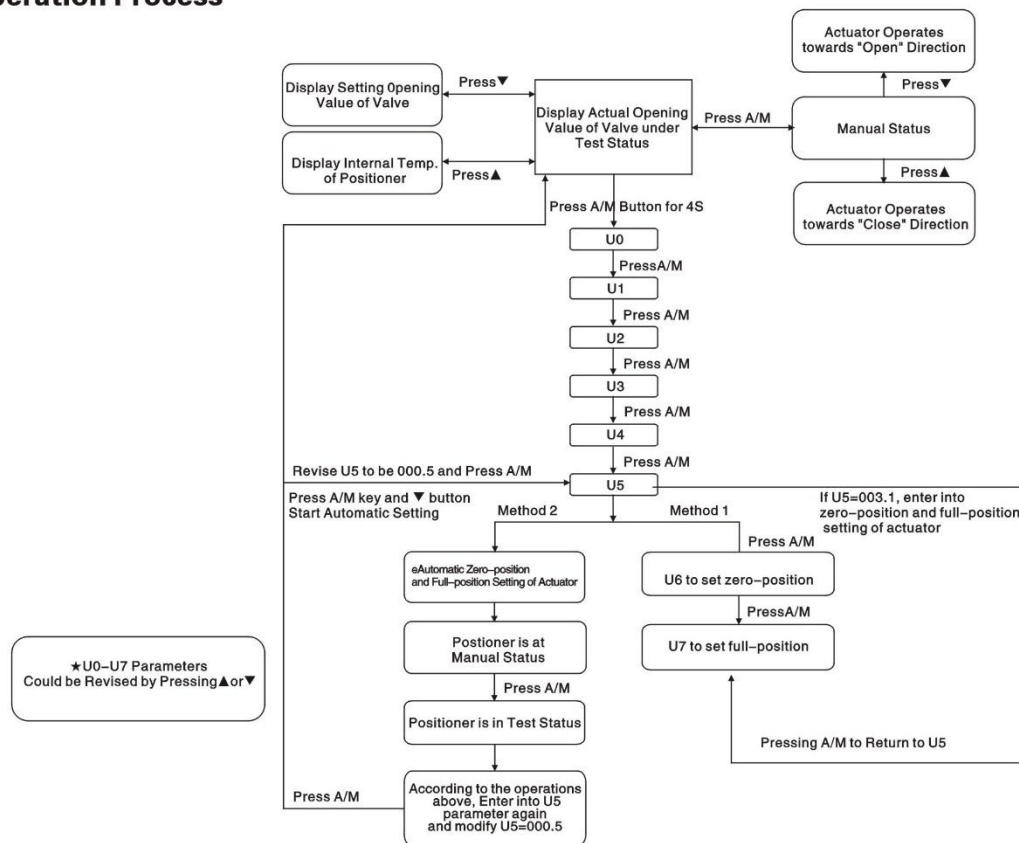 Operation Process
Actuator Operates
towards "Open" Direction
Press▼
Display Setting 0pening
Value of Valve
Press▼
Display Actual Opening
Value of Valve under
Test Status
Press A/M
Manual Status
Display Internal Temp.
of Positioner
Press▲
Press▲
Actuator Operates
towards "Close" Direction
Press A/M Button for 4S
U0
PressA/M
U1
Press A/M
U2
Press A/M
U3
Press A/M
U4
Press A/M
Revise U5 to be 000.5 and Press A/M
U5
Press A/M key and ▼ button
Start Automatic Setting
If U5=003.1, enter into
zero-position and full-position
setting of actuator
Method 2
Method 1
Press A/M
eAutomatic Zero-position
and Full-position Setting of Actuator
U6 to set zero-position
PressA/M
Postioner is at
Manual Status
U7 to set full-position
★U0-U7 Parameters
Could be Revised by Pressing▲or▼
Press A/M
Positioner is in Test Status
Pressing A/M to Return to U5
Press A/M
According to the operations
above, Enter into U5
parameter again
and modify U5=000.5